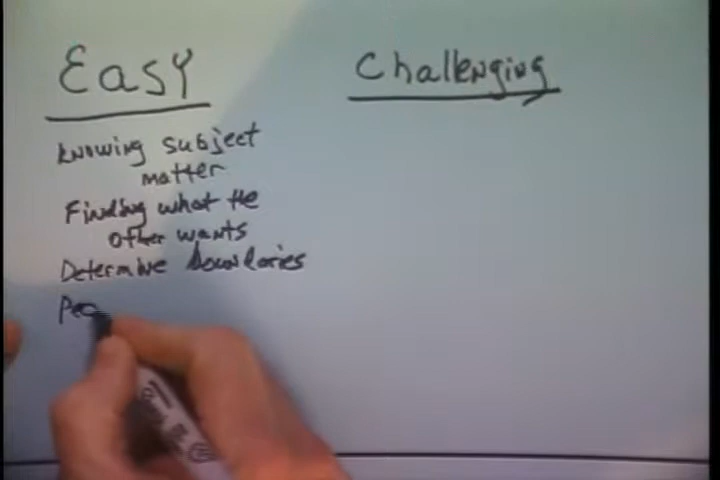 Easy
Challenging
Knowing subject
matter
Finding what the
other wants
Determine boundaries